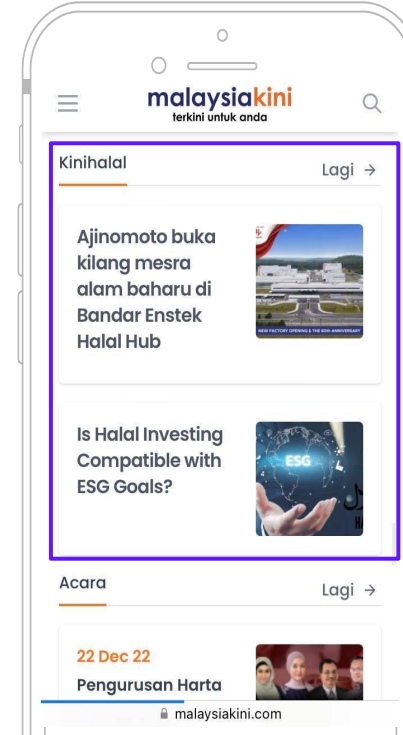 malaysiakini
terkini untuk anda
Kinihalal
Lagi →
Ajinomoto buka
kilang mesra
alam baharu di
Bandar Enstek
Halal Hub
NEW FACTORY OPENING & THE 60th ANNIVERSARY
Is Halal Investing
Compatible with
ESG Goals?
ESG
Acara
Lagi →
22 Dec 22
Pengurusan Harta
malaysiakini.com